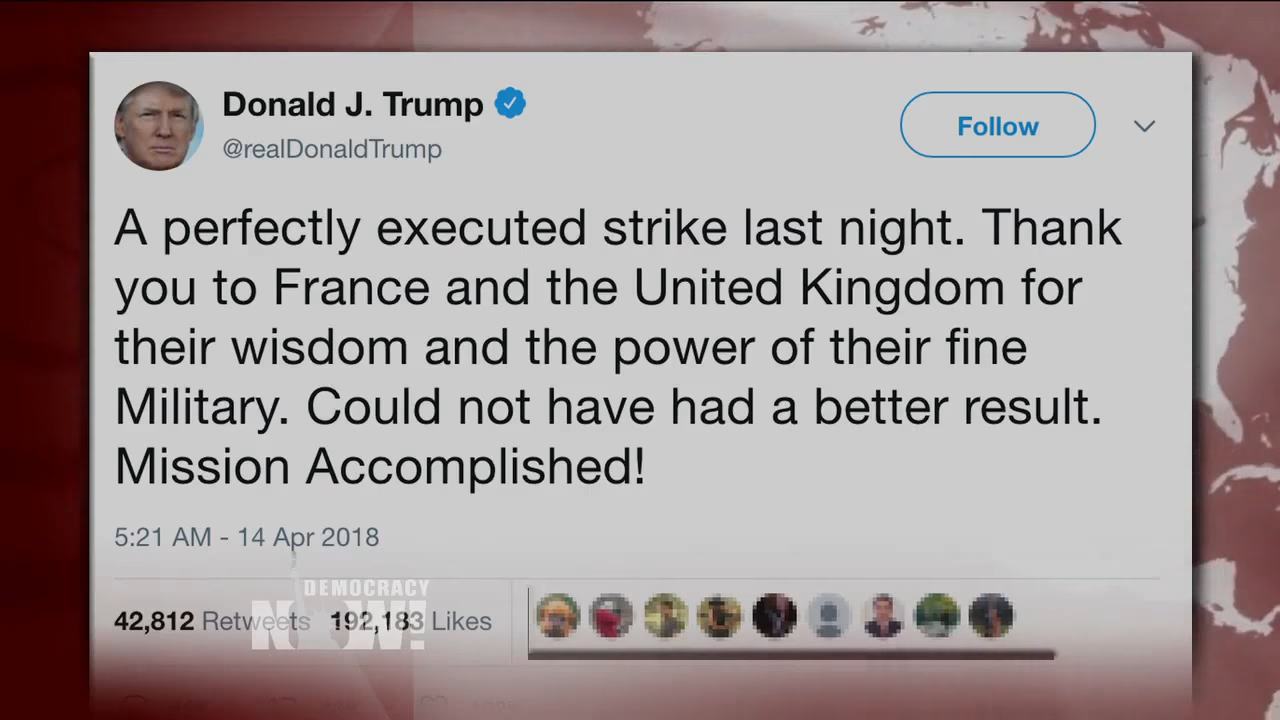 Donald J. Trump
@realDonaldTrump
Follow
A perfectly executed strike last night. Thank
you to France and the United Kingdom for
their wisdom and the power of their fine
Military. Could not have had a better result.
Mission Accomplished!
5:21 AM - 14 Apr 2018
42,812 Retweets 192,183 Likes
DEMOCRACY
NOW!